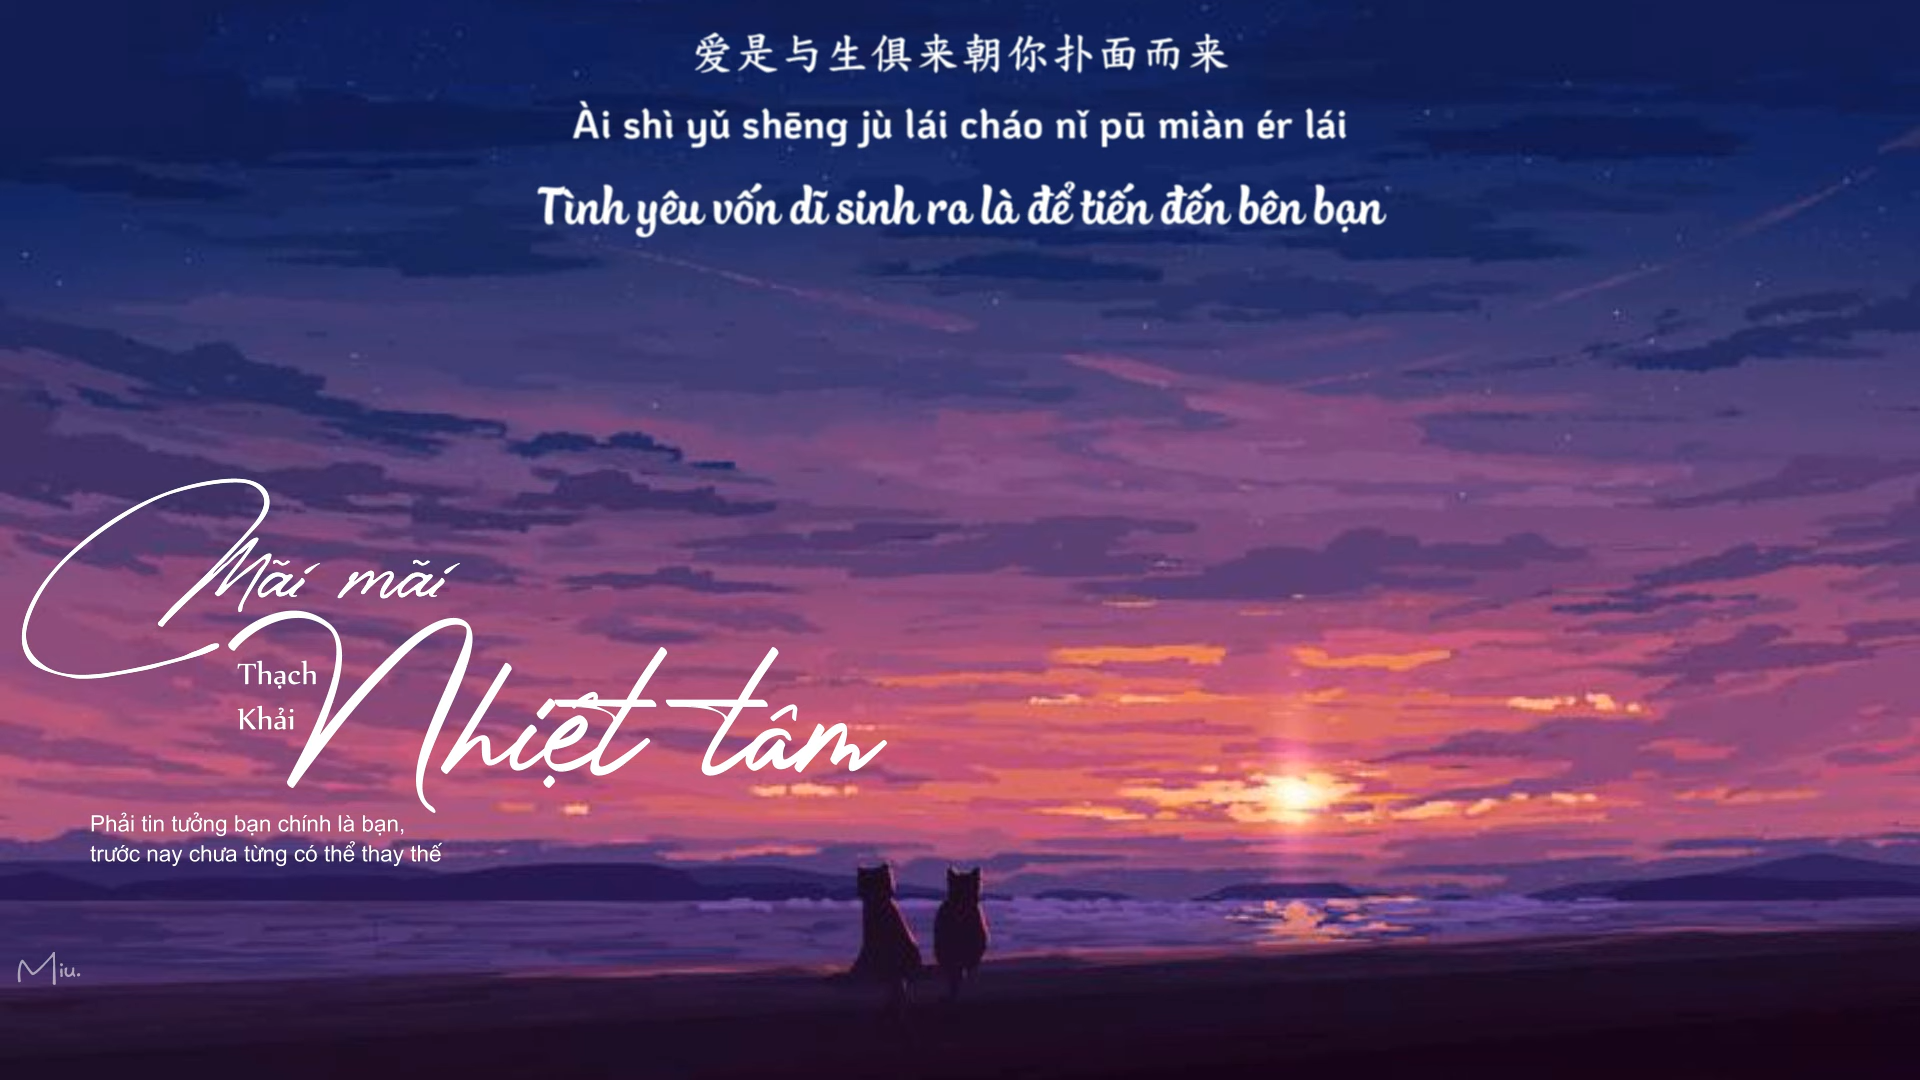 爱是与生俱来朝你扑面而来
Ài shì yǔ shēng jù lái cháo nǐ pū miàn ér lái
Tình yêu vốn dĩ sinh ra là để tiến đến bên bạn
Mãi mãi
Nhiệt tâm
Thạch
Khải
Phải tin tưởng bạn chính là bạn,
trước nay chưa từng có thể thay thế
Miu.